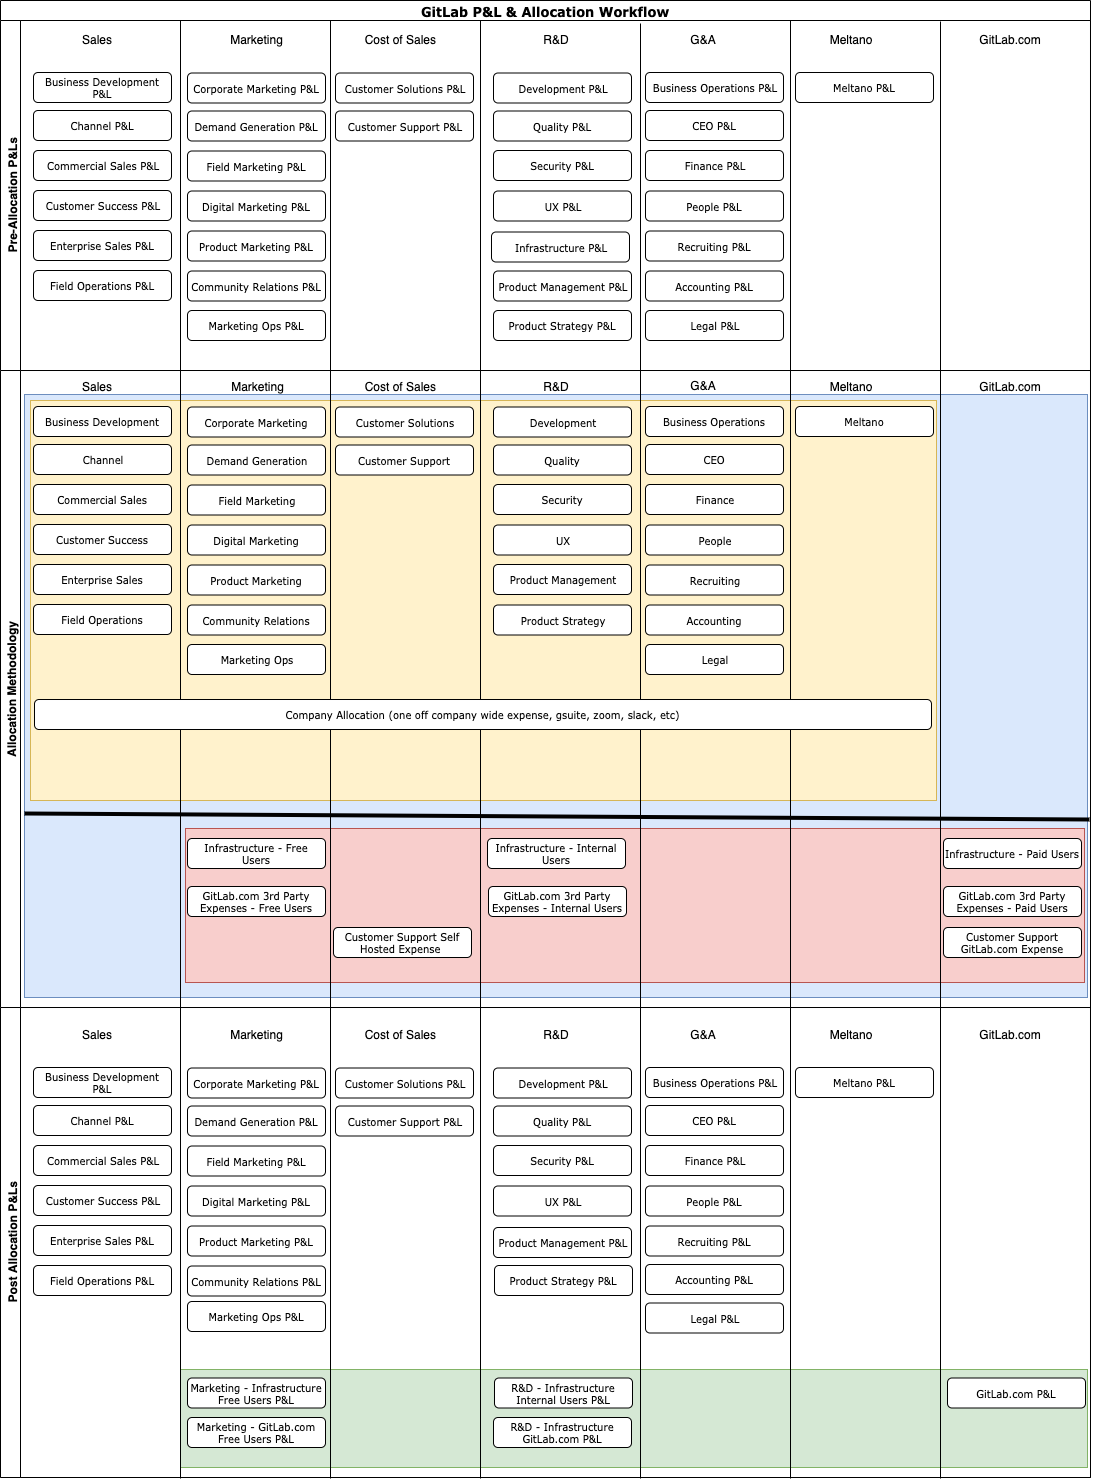 GitLab P&L & Allocation Workflow
Pre-Allocation P&Ls
Sales
Business Development
P&L
Channel P&L
Commercial Sales P&L
Customer Success P&L
Enterprise Sales P&L
Field Operations P&L
Marketing
Corporate Marketing P&L
Demand Generation P&L
Field Marketing P&L
Digital Marketing P&L
Product Marketing P&L
Community Relations P&L
Marketing Ops P&L
Cost of Sales
Customer Solutions P&L
Customer Support P&L
R&D
Development P&L
Quality P&L
Security P&L
UX P&L
Infrastructure P&L
Product Management P&L
Product Strategy P&L
G&A
Business Operations P&L
CEO P&L
Finance P&L
People P&L
Recruiting P&L
Accounting P&L
Legal P&L
Meltano
Meltano P&L
GitLab.com
Allocation Methodology
Sales
Business Development
Channel
Commercial Sales
Customer Success
Enterprise Sales
Field Operations
Marketing
Corporate Marketing
Demand Generation
Field Marketing
Digital Marketing
Product Marketing
Community Relations
Marketing Ops
Cost of Sales
Customer Solutions
Customer Support
R&D
Development
Quality
Security
UX
Product Management
Product Strategy
G&A
Business Operations
CEO
Finance
People
Recruiting
Accounting
Legal
Meltano
Meltano
GitLab.com
Company Allocation (one off company wide expense, gsuite, zoom, slack, etc)
Infrastructure - Free
Users
GitLab.com 3rd Party
Expenses - Free Users
Customer Support Self
Hosted Expense
Infrastructure - Internal
Users
GitLab.com 3rd Party
Expenses - Internal Users
Infrastructure - Paid Users
GitLab.com 3rd Party
Expenses - Paid Users
Customer Support
GitLab.com Expense
Post Allocation P&Ls
Sales
Business Development
P&L
Channel P&L
Commercial Sales P&L
Customer Success P&L
Enterprise Sales P&L
Field Operations P&L
Marketing
Corporate Marketing P&L
Demand Generation P&L
Field Marketing P&L
Digital Marketing P&L
Product Marketing P&L
Community Relations P&L
Marketing Ops P&L
Cost of Sales
Customer Solutions P&L
Customer Support P&L
R&D
Development P&L
Quality P&L
Security P&L
UX P&L
Product Management P&L
Product Strategy P&L
G&A
Business Operations P&L
CEO P&L
Finance P&L
People P&L
Recruiting P&L
Accounting P&L
Legal P&L
Meltano
Meltano P&L
GitLab.com
Marketing - Infrastructure
Free Users P&L
Marketing - GitLab.com
Free Users P&L
R&D - Infrastructure
Internal Users P&L
R&D - Infrastructure
GitLab.com P&L
GitLab.com P&L